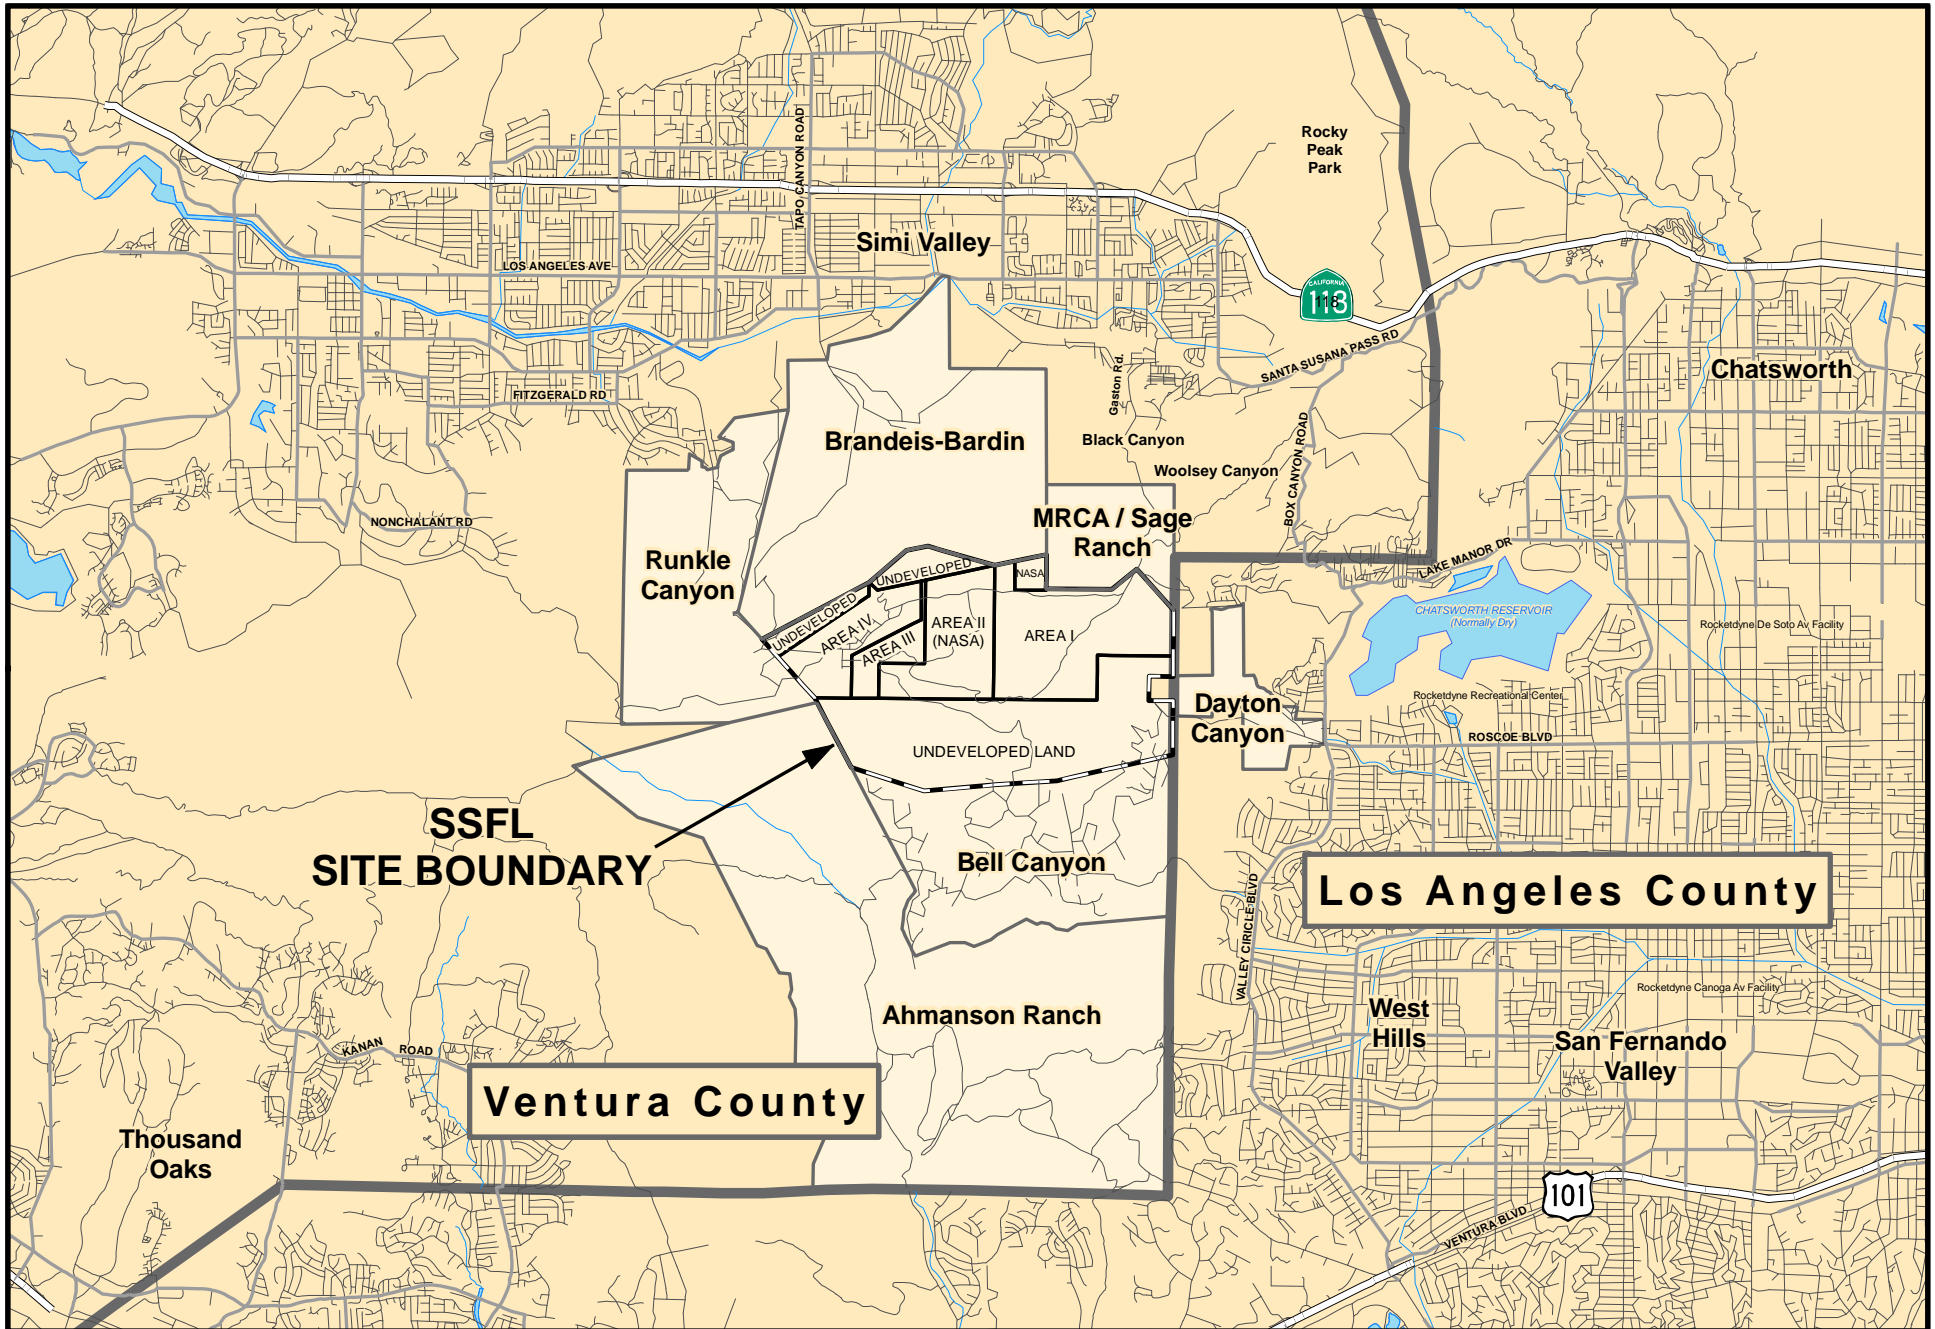 Rocky
Peak
Park
TAPO CANYON ROAD
Simi Valley
LOS ANGELES AVE
CALIFORNIA
118
118
SANTA SUSANA PASS RD
Chatsworth
Gaston Rd.
FITZGERALD RD
Brandeis-Bardin
Black Canyon
Woolsey Canyon
BOX CANYON ROAD
NONCHALANT RD
MRCA / Sage
Ranch
Runkle
Canyon
LAKE MANOR DR
UNDEVELOPED
NASA
UNDEVELOPED
AREA IV
AREA III
AREA II
(NASA)
AREA I
CHATSWORTH RESERVOIR
(Normally Dry)
Rocketdyne De Soto Av Facility
Rocketdyne Recreational Center
Dayton
Canyon
ROSCOE BLVD
UNDEVELOPED LAND
SSFL
SITE BOUNDARY
Bell Canyon
Los Angeles County
VALLEY CIRICLE BLVD
Rocketdyne Canoga Av Facility
Ahmanson Ranch
West
Hills
San Fernando
Valley
KANAN ROAD
Ventura County
Thousand
Oaks
101
VENTURA BLVD